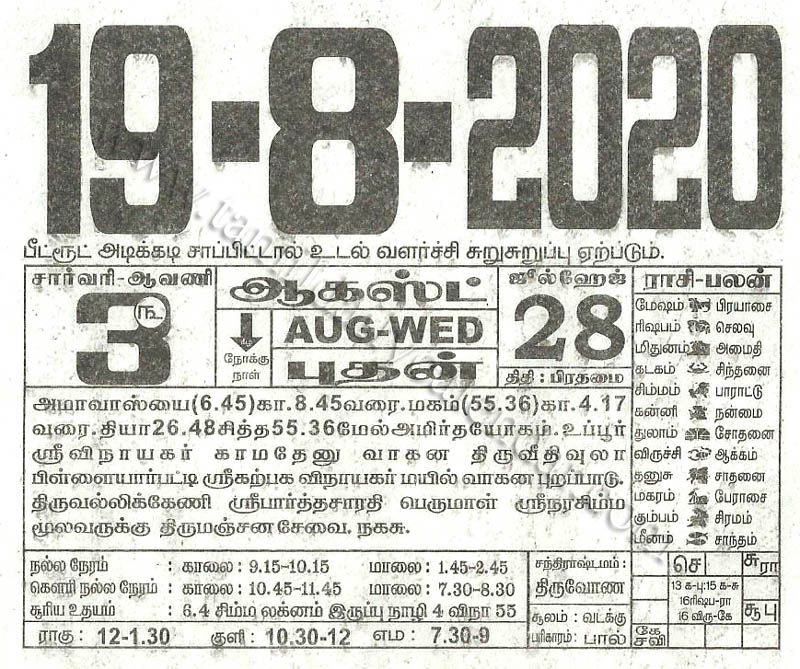 19-8-2020
பீட்ரூட் அடிக்கடி சாப்பிட்டால் உடல் வளர்ச்சி சுறுசுறுப்பு ஏற்படும்.
சார்வரி-ஆவணி
3
௩
ஆகஸ்ட்
நோக்கு
நாள்
AUG-WED
புதன்
ஜுல்ஹேஜ்
28
திதி : பிரதமை
அமாவாஸ்யை(6.45)கா.8.45வரை.மகம்(55.36)கா.4.17
வரை.தியா26.48சித்த55.36மேல்அமிர்தயோகம்.உப்பூர்
ஸ்ரீவிநாயகர் காமதேனு வாகன திருவீதிவுலா
பிள்ளையார்பட்டி ஸ்ரீகற்பக விநாயகர் மயில் வாகன புறப்பாடு.
திருவல்லிக்கேணி ஸ்ரீபார்த்தசாரதி பெருமாள் ஸ்ரீநரசிம்ம
மூலவருக்கு திருமஞ்சன சேவை. நகசு.
ராசி-பலன்
மேஷம் பிரயாசை
ரிஷபம் செலவு
மிதுனம் அமைதி
கடகம் சிந்தனை
சிம்மம் பாராட்டு
கன்னி நன்மை
துலாம் சோதனை
விருச்சி ஆக்கம்
தனுசு சாதனை
மகரம் பேராசை
கும்பம் சிரமம்
மீனம் சாந்தம்
நல்ல நேரம் : காலை : 9.15-10.15 மாலை : 1.45-2.45
கௌரி நல்ல நேரம் : காலை : 10.45-11.45 மாலை : 7.30-8.30
சூரிய உதயம் : 6.4 சிம்ம லக்னம் இருப்பு நாழி 4 விநா 55
ராகு : 12-1.30 குளி : 10.30-12 எம : 7.30-9
சந்திராஷ்டமம் :
திருவோண
சூலம் : வடக்கு
பரிகாரம் : பால்
செ
சுரா
13 க-பு:15 க-சு
16ரிஷப-ரா
16 விரு-கே
சூபு
கே
சவி